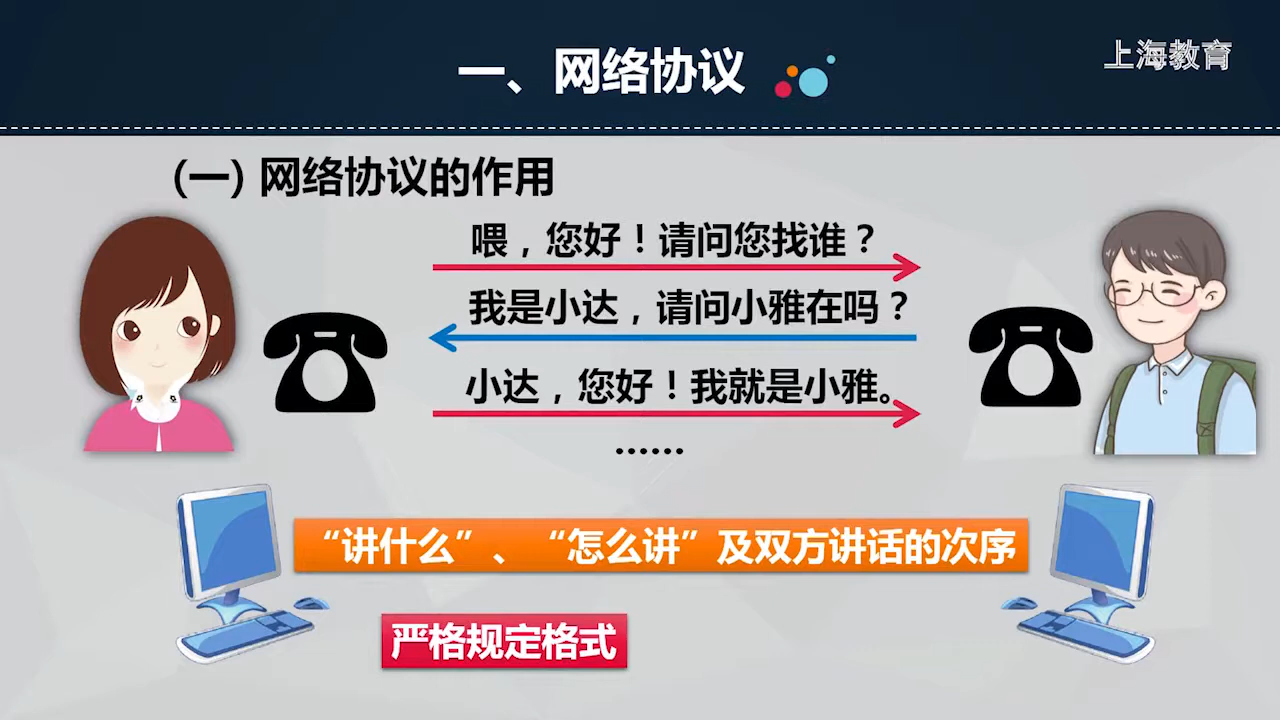 一、网络协议
上海教育
(一) 网络协议的作用
喂，您好！请问您找谁？
我是小达，请问小雅在吗？
小达，您好！我就是小雅。
……
“讲什么”、“怎么讲”及双方讲话的次序
严格规定格式